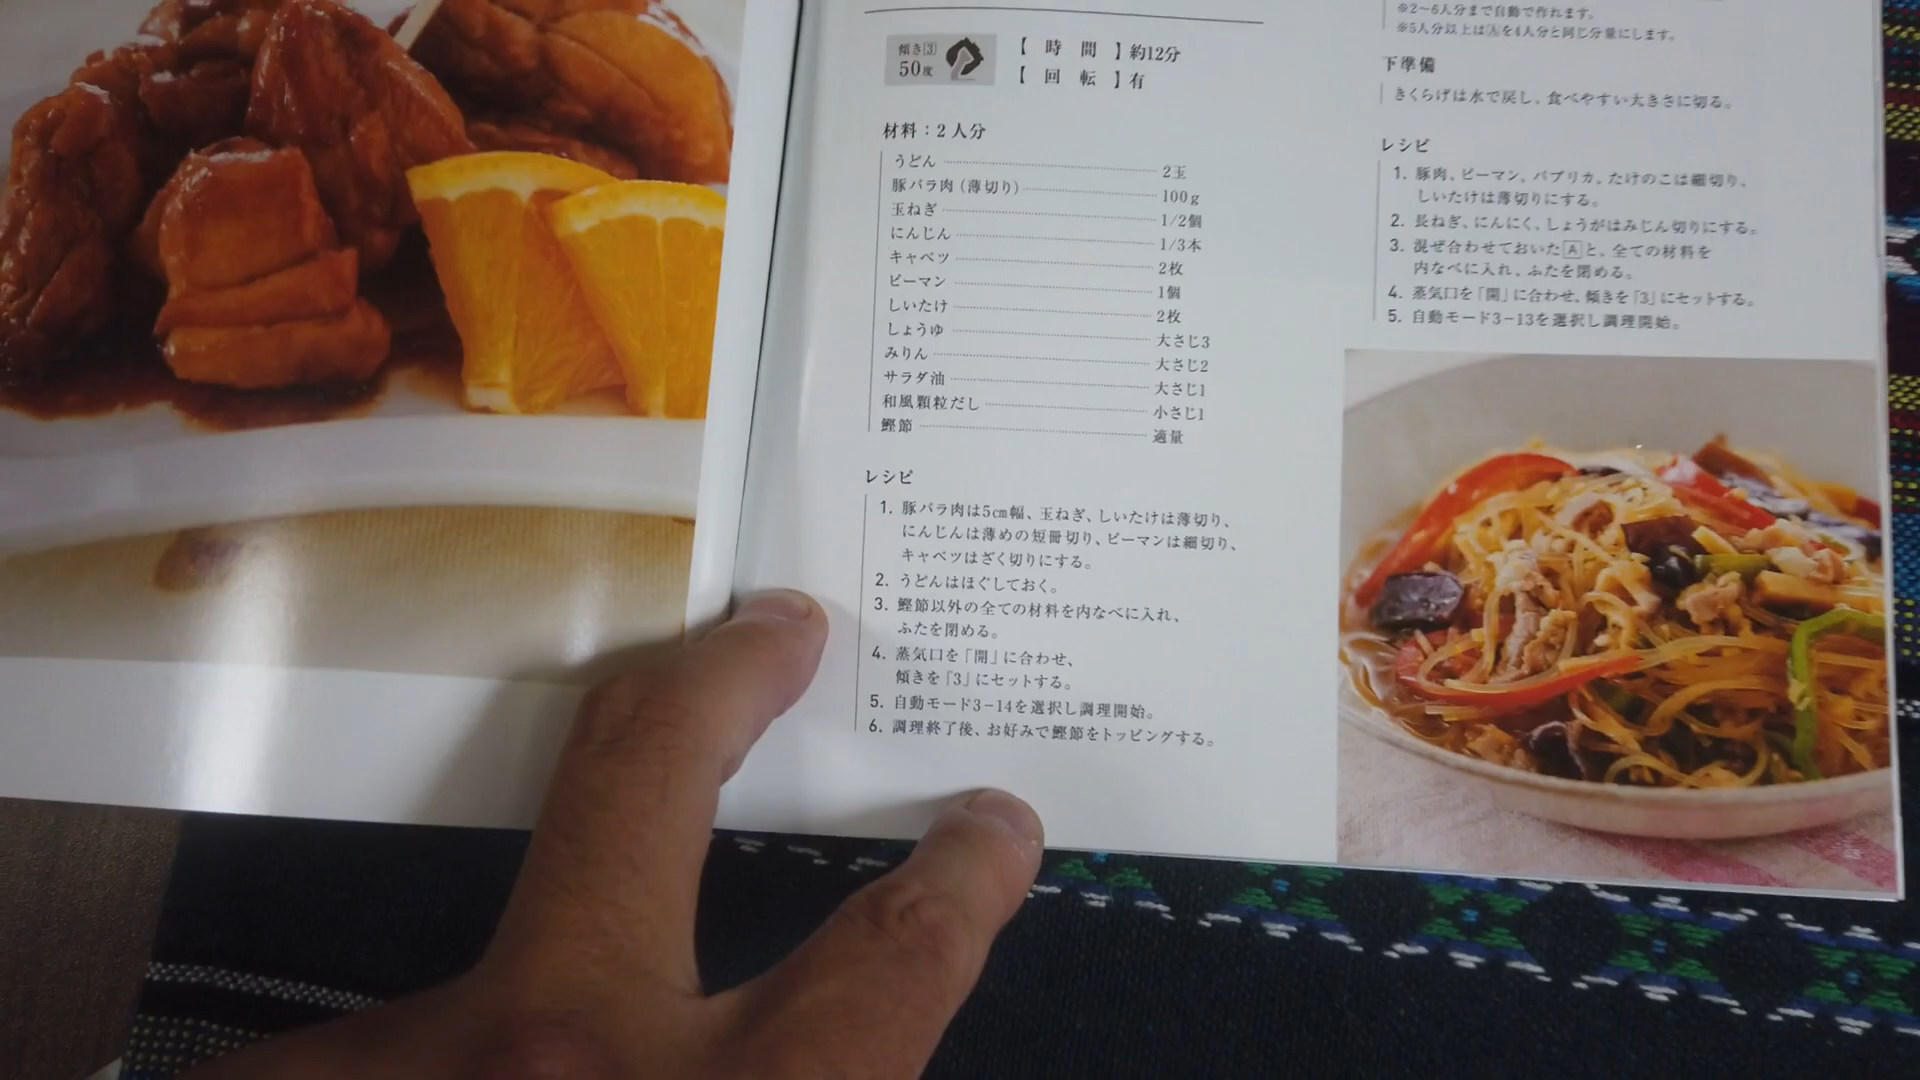 傾き3
50度
【 時 間 】約12分
【 回 転 】有
材料:2人分
うどん 2玉
豚バラ肉(薄切り) 100g
玉ねぎ 1/2個
にんじん 1/3本
キャベツ 2枚
ピーマン 1個
しいたけ 2枚
しょうゆ 大さじ3
みりん 大さじ2
サラダ油 大さじ1
和風顆粒だし 小さじ1
鰹節 適量
レシピ
1. 豚バラ肉は5cm幅、玉ねぎ、しいたけは薄切り、
にんじんは薄めの短冊切り、ピーマンは細切り、
キャベツはざく切りにする。
2. うどんはほぐしておく。
3. 鰹節以外の全ての材料を内なべに入れ、
ふたを閉める。
4. 蒸気口を「開」に合わせ、
傾きを「3」にセットする。
5. 自動モード3-14を選択し調理開始。
6. 調理終了後、お好みで鰹節をトッピングする。
※2~6人分まで自動で作れます。
※5人分以上はAを4人分と同じ分量にします。
下準備
きくらげは水で戻し、食べやすい大きさに切る。
レシピ
1. 豚肉、ピーマン、パプリカ、たけのこは細切り、
しいたけは薄切りにする。
2. 長ねぎ、にんにく、しょうがはみじん切りにする。
3. 混ぜ合わせておいたAと、全ての材料を
内なべに入れ、ふたを閉める。
4. 蒸気口を「開」に合わせ、傾きを「3」にセットする。
5. 自動モード3-13を選択し調理開始。